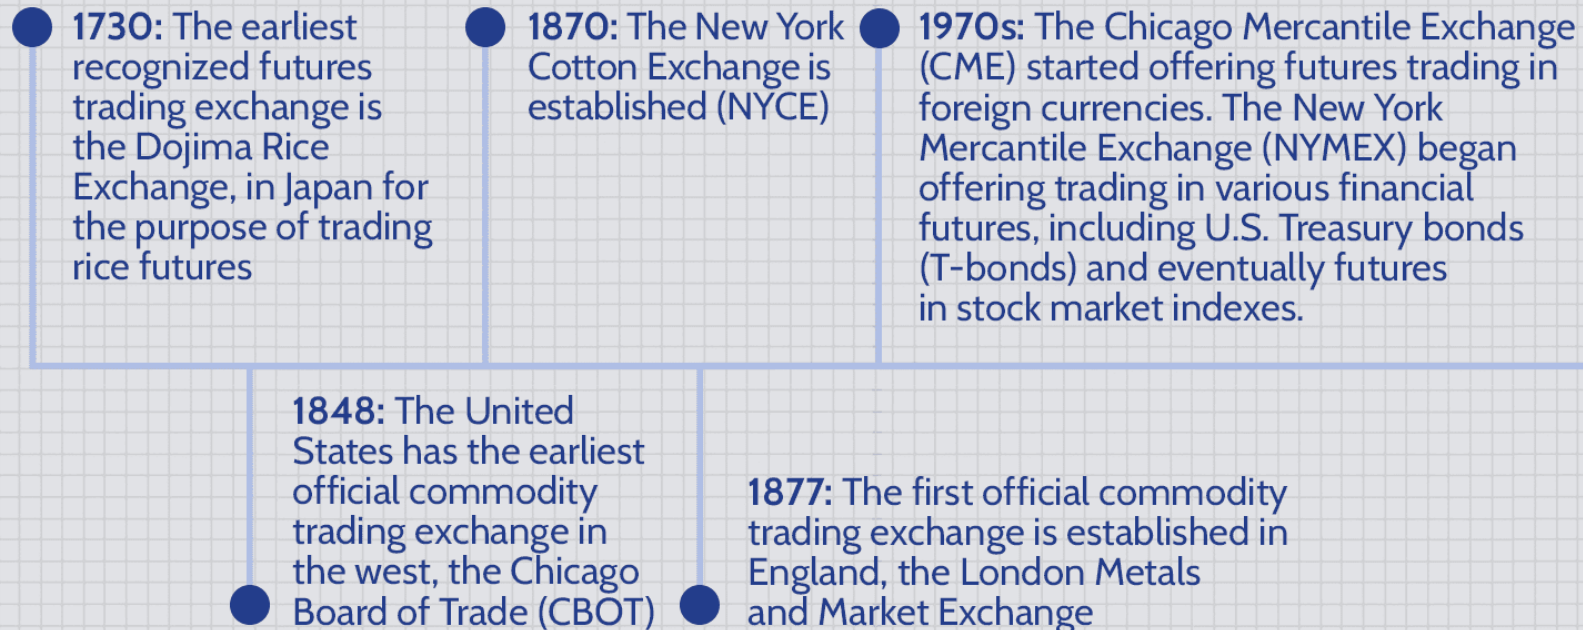 1730: The earliest
recognized futures
trading exchange is
the Dojima Rice
Exchange, in Japan for
the purpose of trading
rice futures
1848: The United
States has the earliest
official commodity
trading exchange in
the west, the Chicago
Board of Trade (CBOT)
1870: The New York
Cotton Exchange is
established (NYCE)
1877: The first official commodity
trading exchange is established in
England, the London Metals
and Market Exchange
1970s: The Chicago Mercantile Exchange
(CME) started offering futures trading in
foreign currencies. The New York
Mercantile Exchange (NYMEX) began
offering trading in various financial
futures, including U.S. Treasury bonds
(T-bonds) and eventually futures
in stock market indexes.